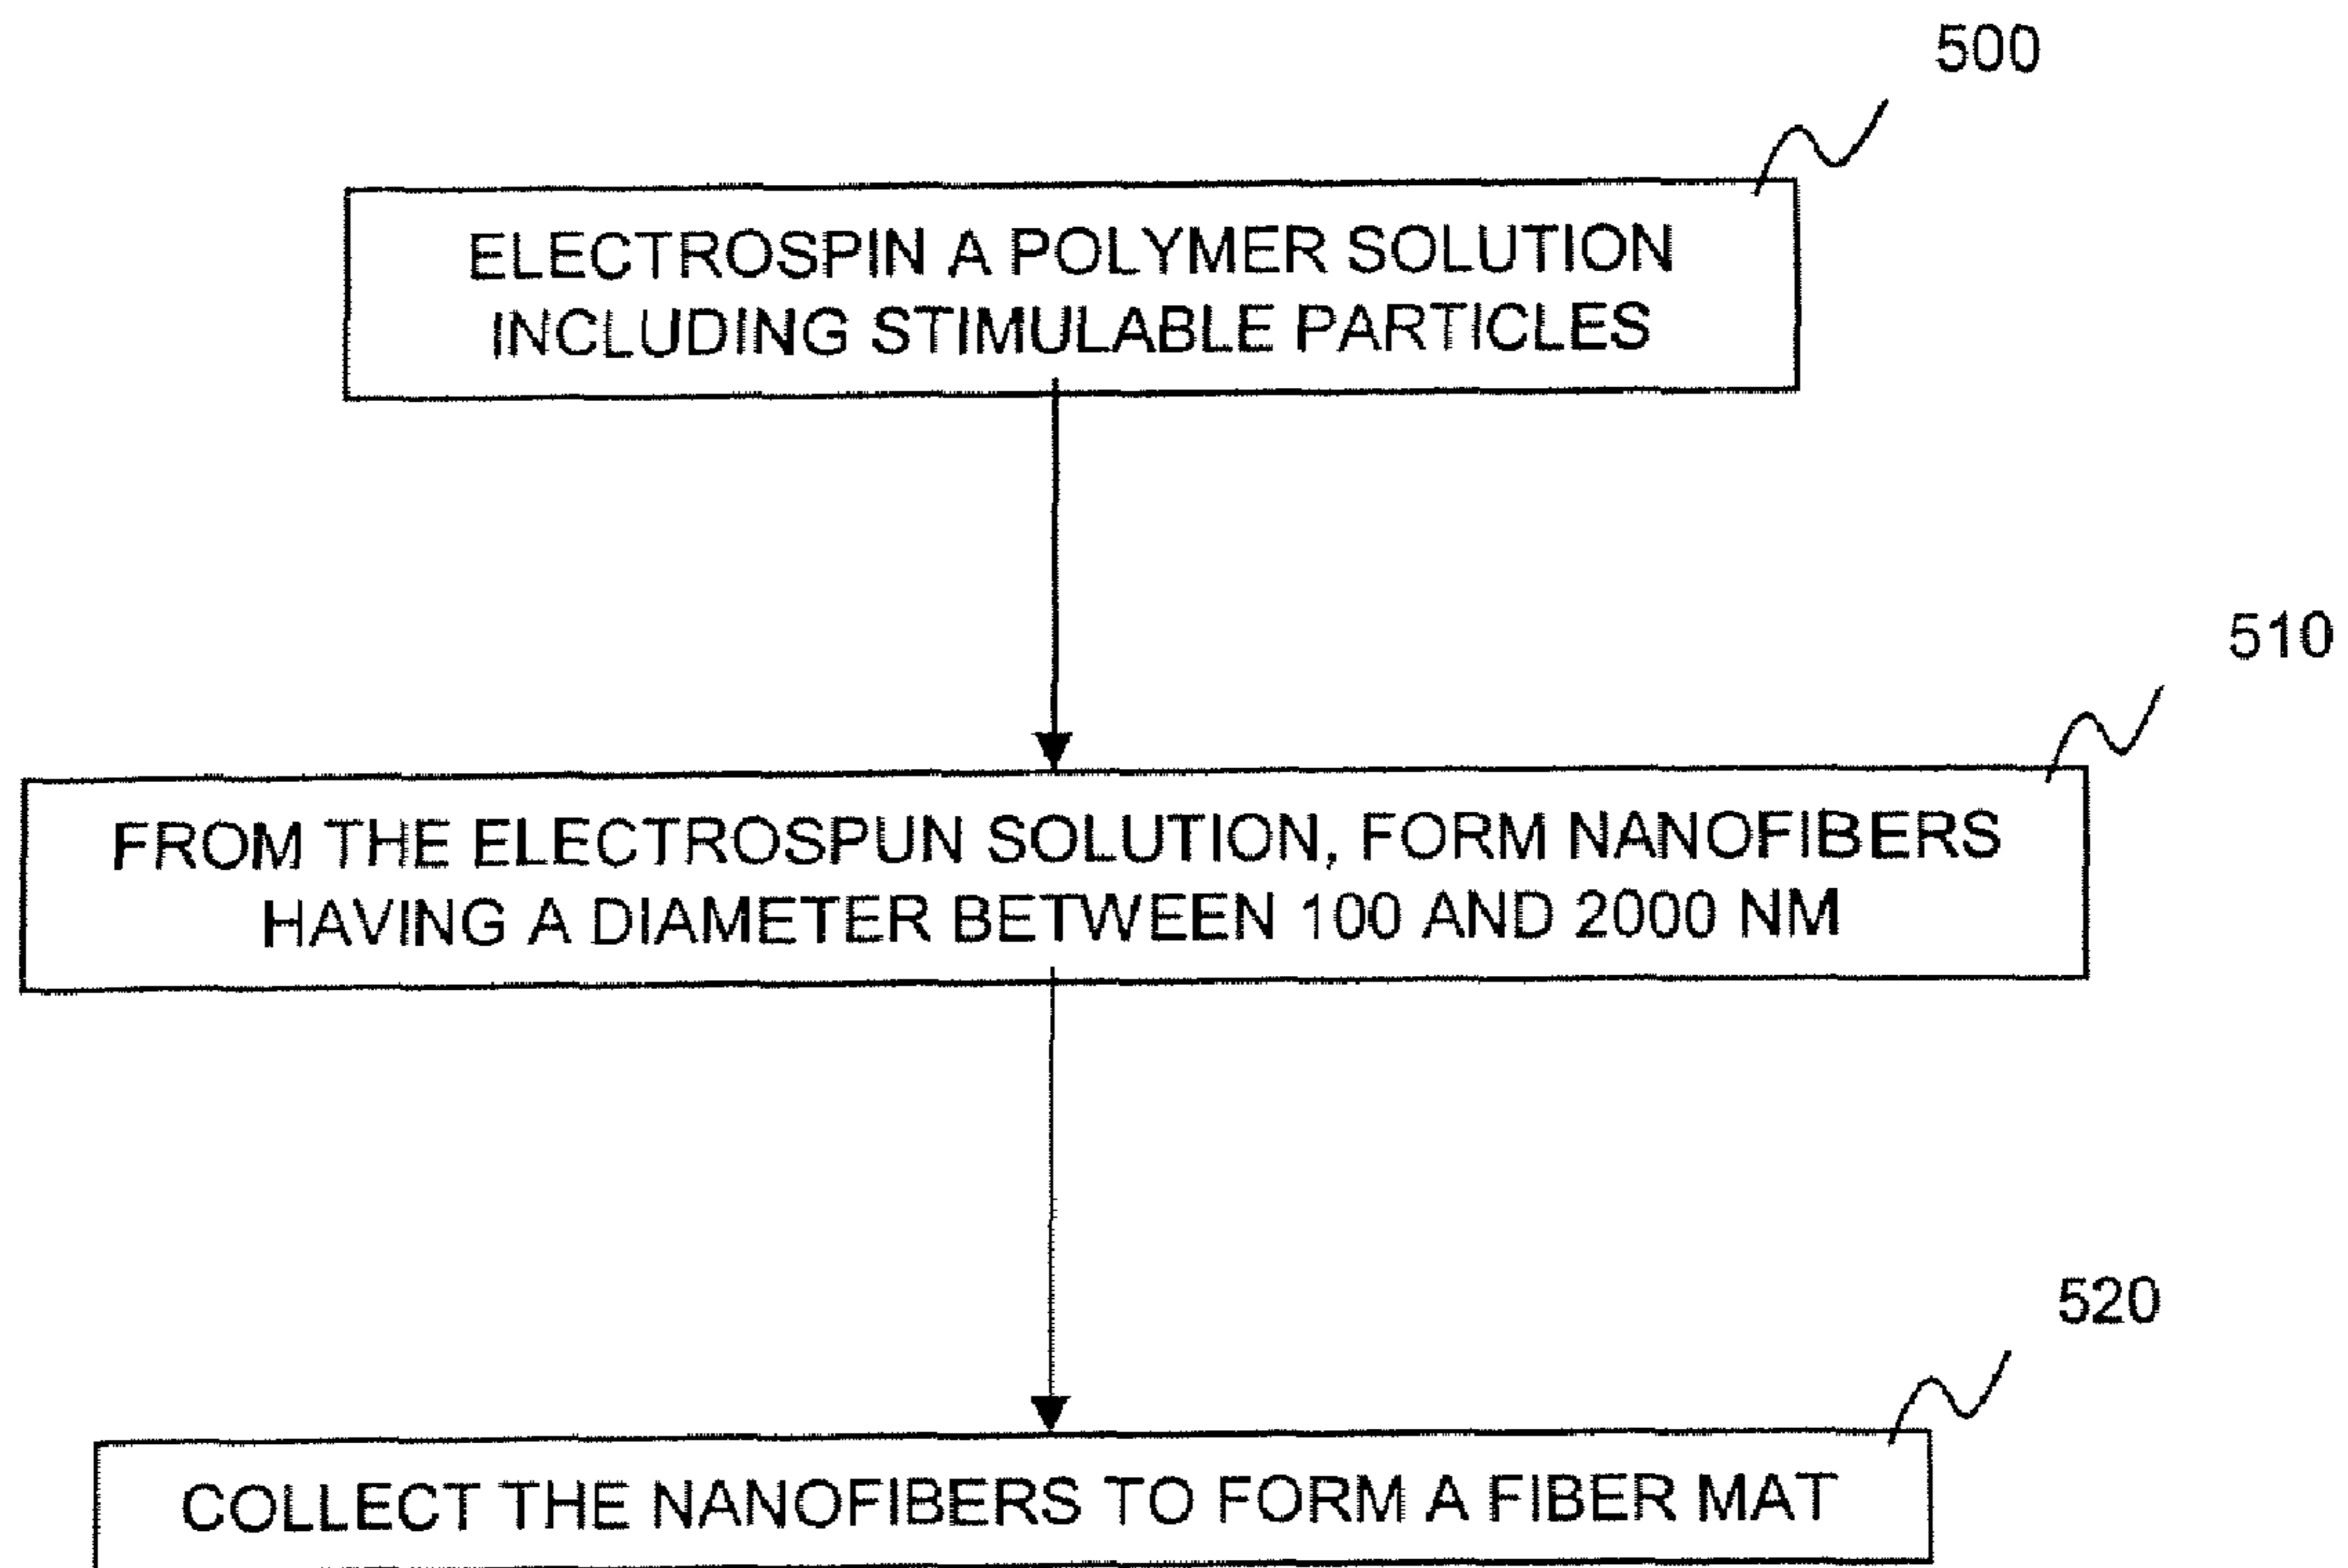 500
ELECTROSPIN A POLYMER SOLUTION
INCLUDING STIMULABLE PARTICLES
510
FROM THE ELECTROSPUN SOLUTION, FORM NANOFIBERS
HAVING A DIAMETER BETWEEN 100 AND 2000 NM
520
COLLECT THE NANOFIBERS TO FORM A FIBER MAT